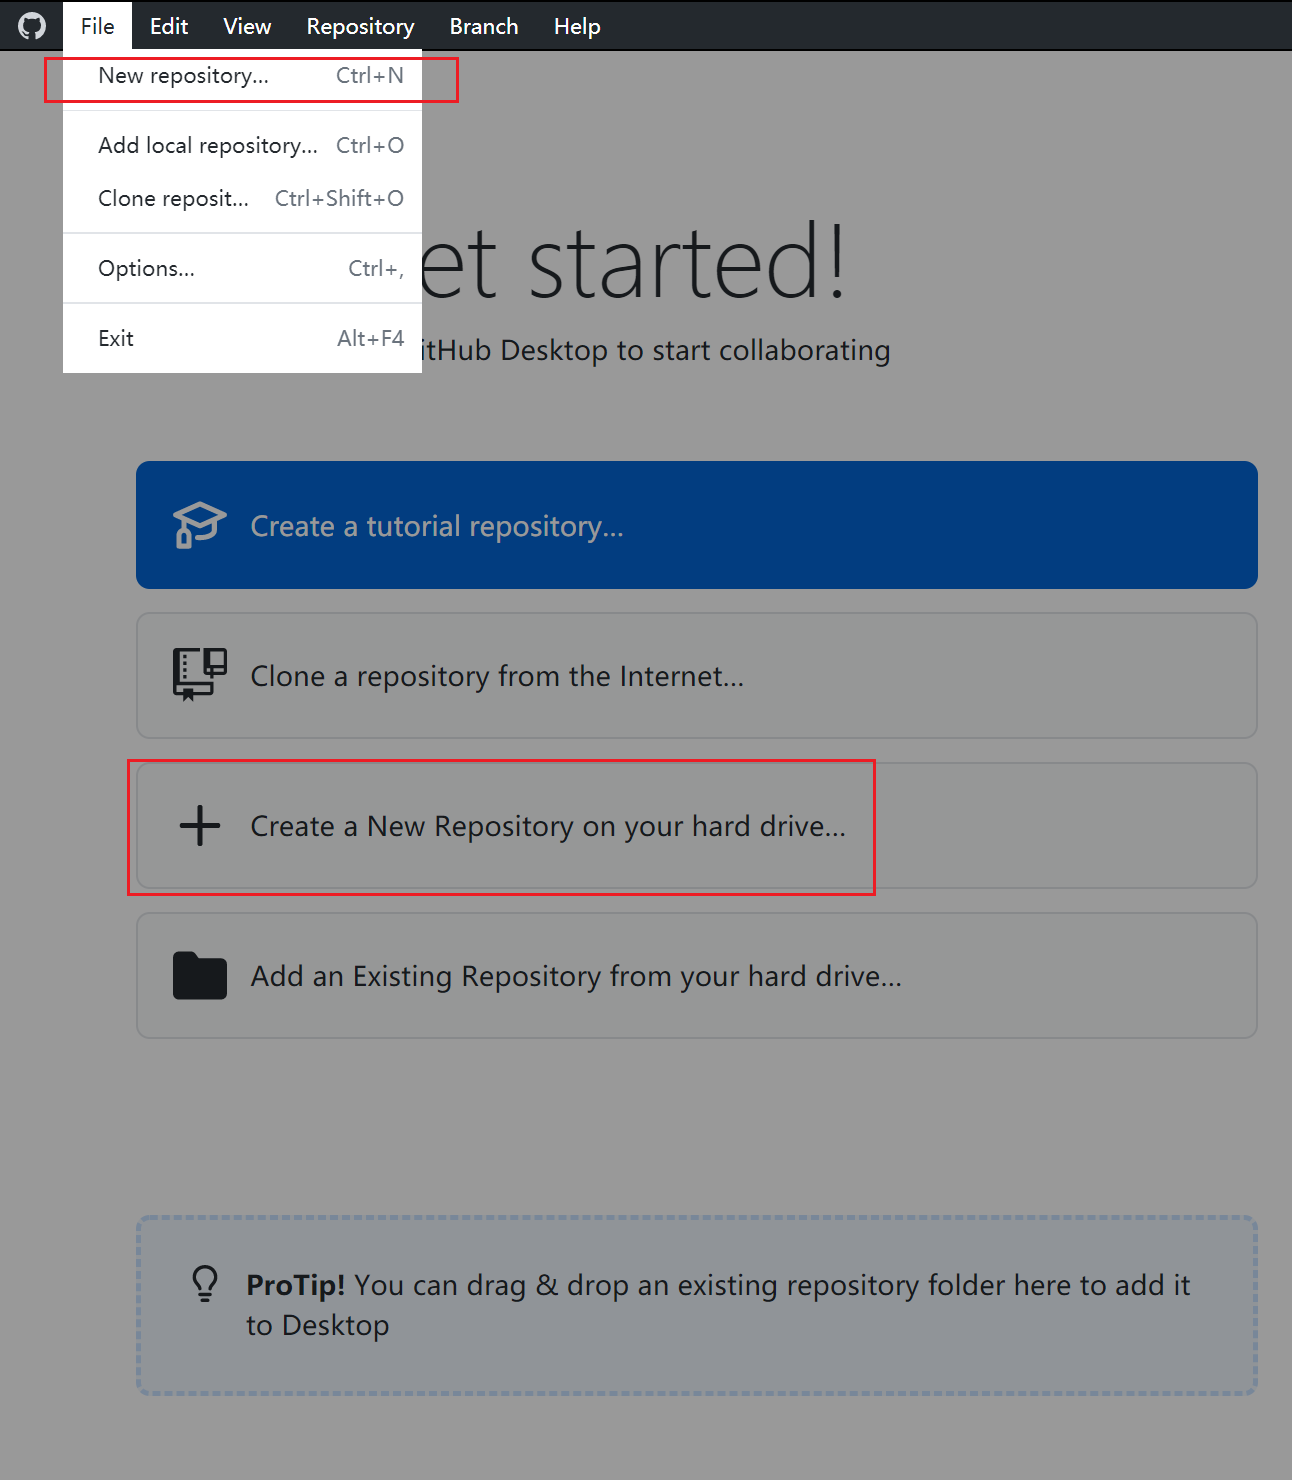 File Edit View Repository Branch Help
New repository... Ctrl+N
Add local repository... Ctrl+O
Clone reposit... Ctrl+Shift+O
Options... Ctrl+,
Exit Alt+F4
et started!
itHub Desktop to start collaborating
Create a tutorial repository...
Clone a repository from the Internet...
Create a New Repository on your hard drive...
Add an Existing Repository from your hard drive...
ProTip! You can drag & drop an existing repository folder here to add it
to Desktop